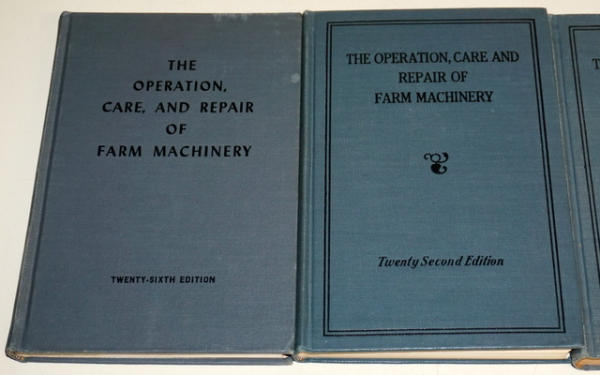 THE
OPERATION,
CARE, AND REPAIR
OF
FARM MACHINERY
TWENTY-SIXTH EDITION
THE OPERATION, CARE AND
REPAIR OF
FARM MACHINERY
Twenty Second Edition
T